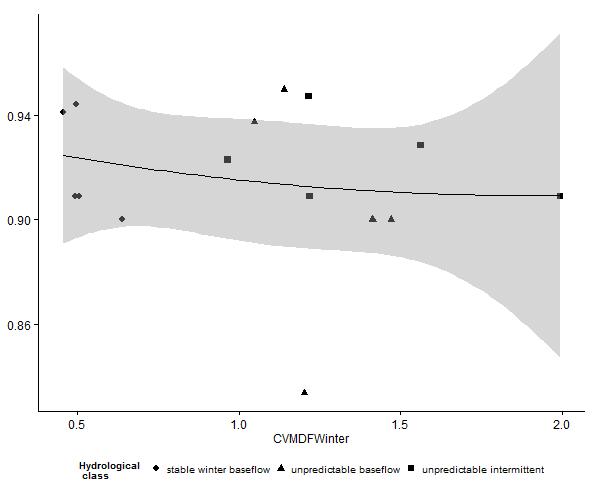 0.94
0.90
0.86
0.5 1.0 1.5 2.0
CVMDFWinter
Hydrological
class
stable winter baseflow unpredictable baseflow unpredictable intermittent